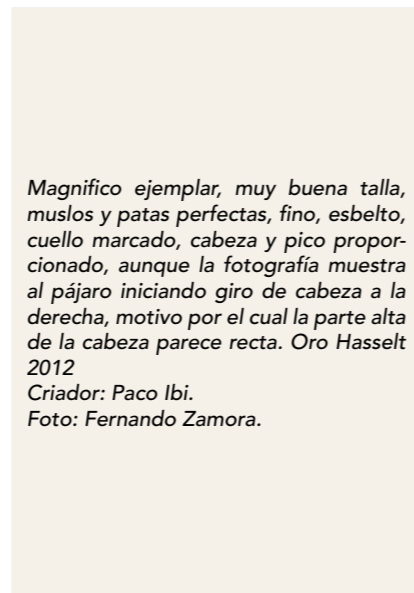 Magnifico ejemplar, muy buena talla,
muslos y patas perfectas, fino, esbelto,
cuello marcado, cabeza y pico propor-
cionado, aunque la fotografía muestra
al pájaro iniciando giro de cabeza a la
derecha, motivo por el cual la parte alta
de la cabeza parece recta. Oro Hasselt
2012
Criador: Paco Ibi.
Foto: Fernando Zamora.